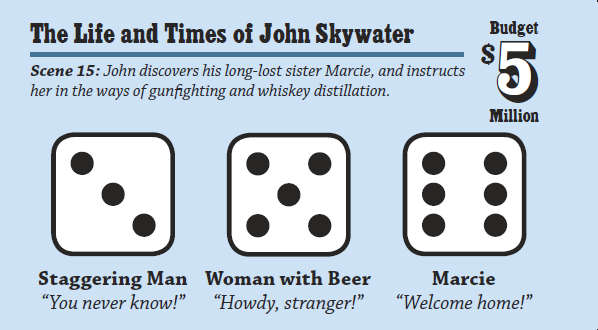 The Life and Times of John Skywater
Budget
$5
Million
Scene 15: John discovers his long-lost sister Marcie, and instructs
her in the ways of gunfighting and whiskey distillation.
Staggering Man
"You never know!"
Woman with Beer
"Howdy, stranger!"
Marcie
"Welcome home!"